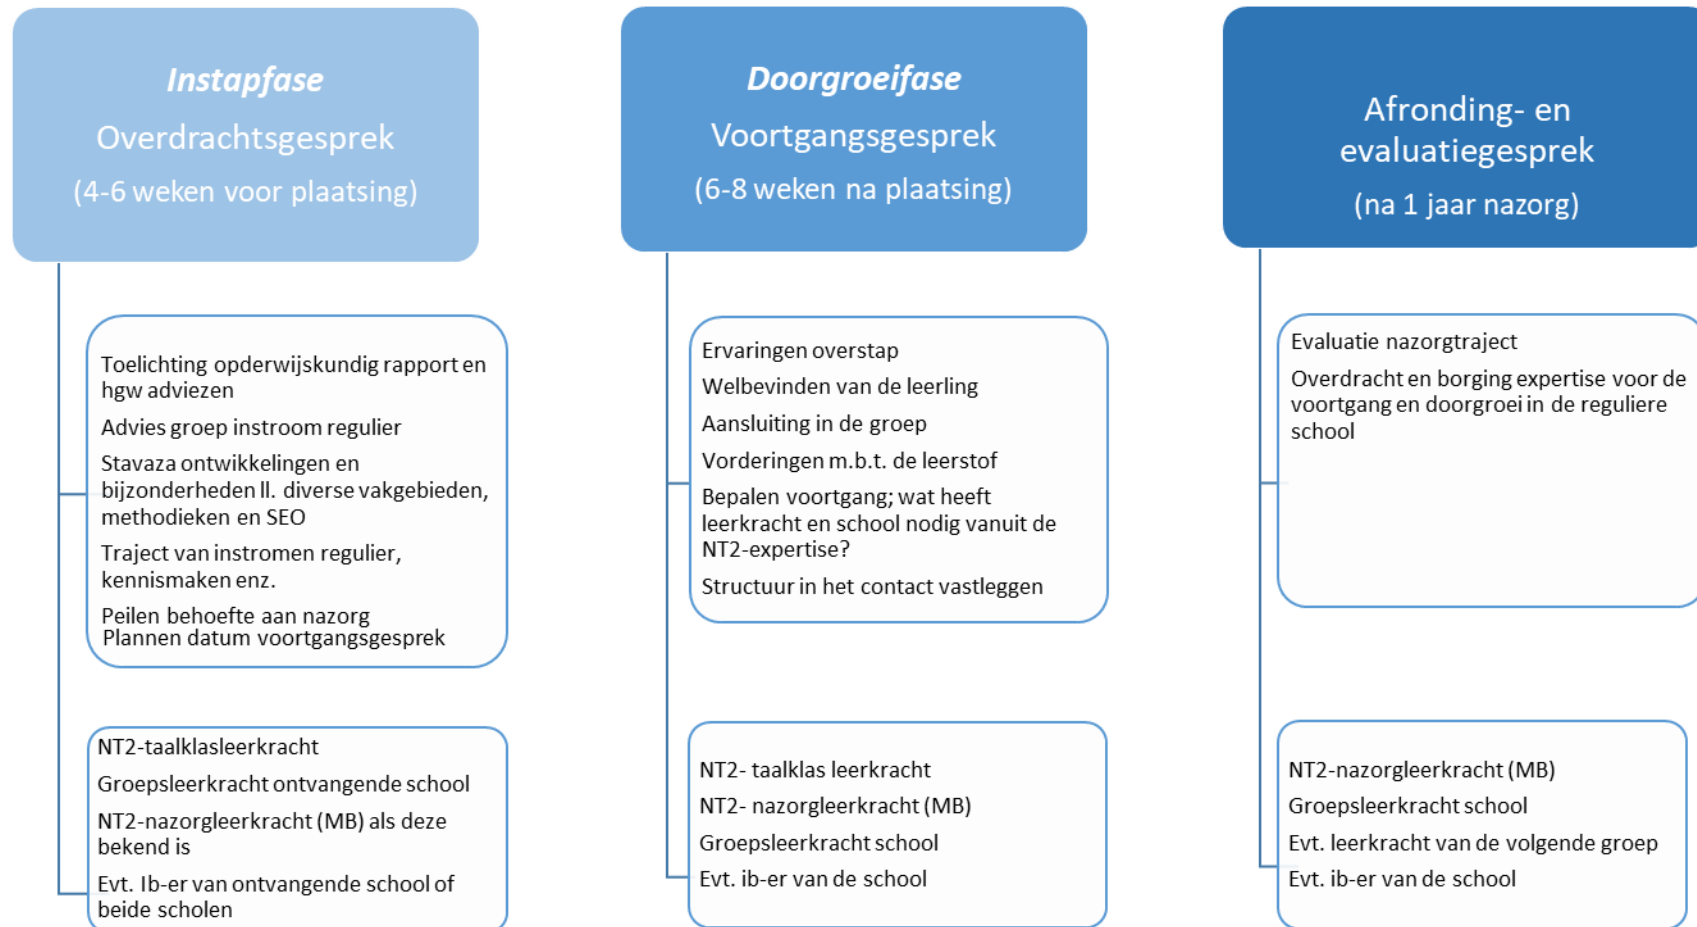 Instapfase
Overdrachtsgesprek
(4-6 weken voor plaatsing)
Toelichting opderwijskundig rapport en
hgw adviezen
Advies groep instroom regulier
Stavaza ontwikkelingen en
bijzonderheden ll. diverse vakgebieden,
methodieken en SEO
Traject van instromen regulier,
kennismaken enz.
Peilen behoefte aan nazorg
Plannen datum voortgangsgesprek
NT2-taalklasleerkracht
Groepsleerkracht ontvangende school
NT2-nazorgleerkracht (MB) als deze
bekend is
Evt. Ib-er van ontvangende school of
beide scholen
Doorgroeifase
Voortgangsgesprek
(6-8 weken na plaatsing)
Ervaringen overstap
Welbevinden van de leerling
Aansluiting in de groep
Vorderingen m.b.t. de leerstof
Bepalen voortgang; wat heeft
leerkracht en school nodig vanuit de
NT2-expertise?
Structuur in het contact vastleggen
NT2- taalklas leerkracht
NT2- nazorgleerkracht (MB)
Groepsleerkracht school
Evt. ib-er van de school
Afronding- en
evaluatiegesprek
(na 1 jaar nazorg)
Evaluatie nazorgtraject
Overdracht en borging expertise voor de
voortgang en doorgroei in de reguliere
school
NT2-nazorgleerkracht (MB)
Groepsleerkracht school
Evt. leerkracht van de volgende groep
Evt. ib-er van de school